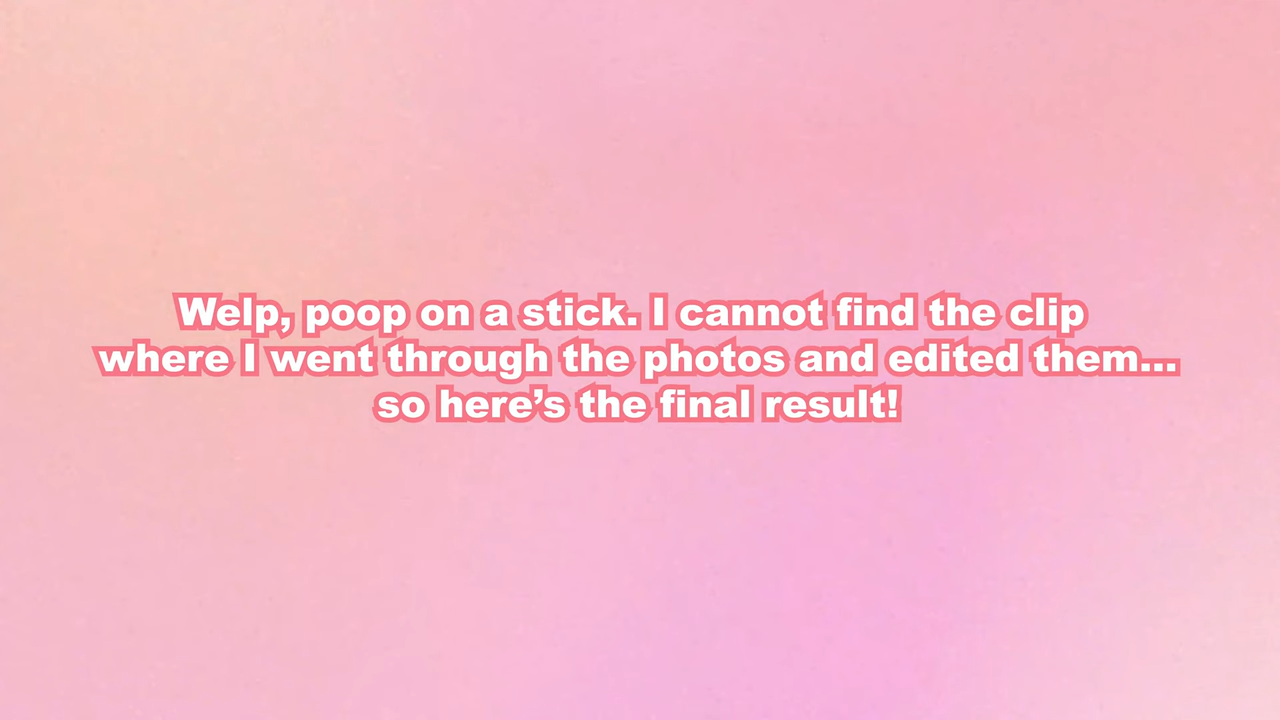 Welp, poop on a stick. I cannot find the clip
where I went through the photos and edited them...
so here’s the final result!